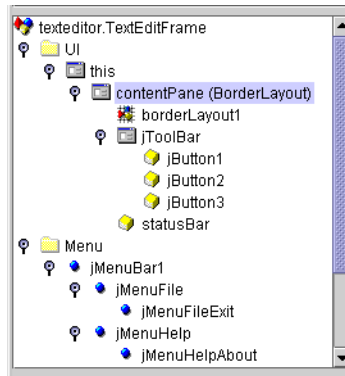 texteditor.TextEditFrame
UI
this
contentPane (BorderLayout)
borderLayout1
jToolBar
jButton1
jButton2
jButton3
statusBar
Menu
jMenuBar1
jMenuFile
jMenuFileExit
jMenuHelp
jMenuHelpAbout